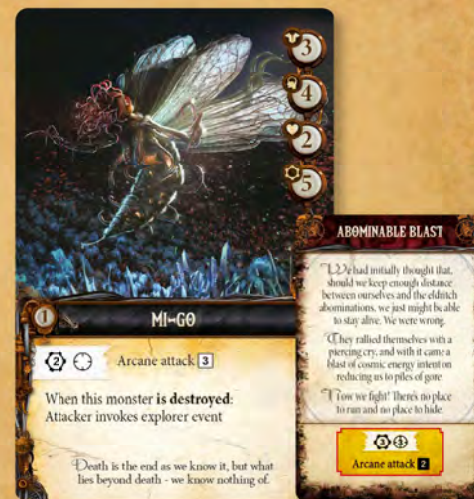 3
4
2
5
1
MI-GO
2 Arcane attack 3
When this monster is destroyed:
Attacker invokes explorer event
Death is the end as we know it, but what
lies beyond death - we know nothing of.
ABOMINABLE BLAST
We had initially thought that,
should we keep enough distance
between ourselves and the eldritch
abominations, we just might be able
to stay alive. We were wrong.
They rallied themselves with a
piercing cry, and with it came a
blast of cosmic energy intent on
reducing us to piles of gore
Now we fight! There's no place
to run and no place to hide.
Arcane attack 2